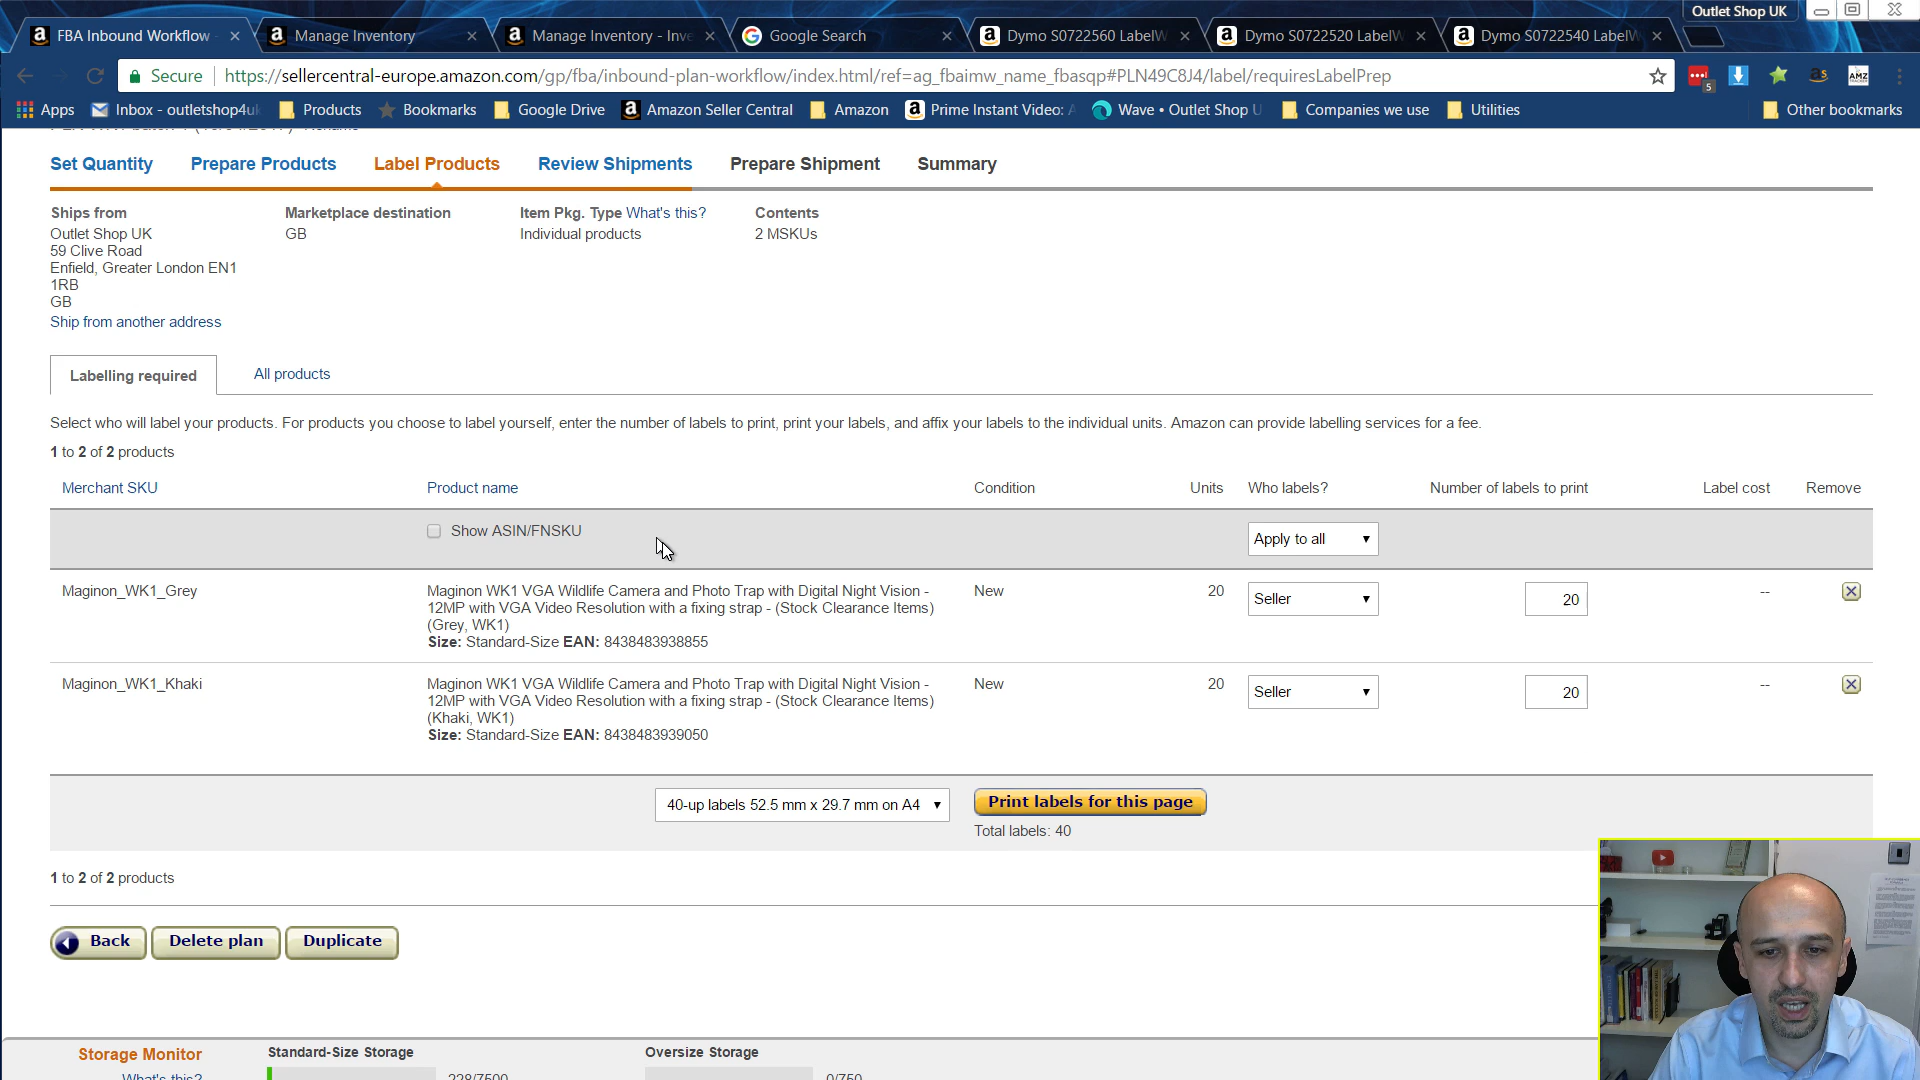 Outlet Shop UK
FBA Inbound Workflow
Manage Inventory
Manage Inventory - Inve
Google Search
Dymo S0722560 LabelW
Dymo S0722520 LabelW
Dymo S0722540 LabelW
Secure
https://sellercentral-europe.amazon.com/gp/fba/inbound-plan-workflow/index.html/ref=ag_fbaimw_name_fbasqp#PLN49C8J4/label/requiresLabelPrep
5
AMZ
Apps
Inbox - outletshop4uk
Products
Bookmarks
Google Drive
Amazon Seller Central
Amazon
Prime Instant Video: A
Wave • Outlet Shop U
Companies we use
Utilities
Other bookmarks
Set Quantity
Prepare Products
Label Products
Review Shipments
Prepare Shipment
Summary
Ships from
Outlet Shop UK
59 Clive Road
Enfield, Greater London EN1
1RB
GB
Ship from another address
Marketplace destination
GB
Item Pkg. Type What's this?
Individual products
Contents
2 MSKUs
Labelling required
All products
Select who will label your products. For products you choose to label yourself, enter the number of labels to print, print your labels, and affix your labels to the individual units. Amazon can provide labelling services for a fee.
1 to 2 of 2 products
Merchant SKU
Product name
Condition
Units
Who labels?
Number of labels to print
Label cost
Remove
Show ASIN/FNSKU
Apply to all
Maginon_WK1_Grey
Maginon WK1 VGA Wildlife Camera and Photo Trap with Digital Night Vision -
12MP with VGA Video Resolution with a fixing strap - (Stock Clearance Items)
(Grey, WK1)
Size: Standard-Size EAN: 8438483938855
New
20
Seller
20
--
Maginon_WK1_Khaki
Maginon WK1 VGA Wildlife Camera and Photo Trap with Digital Night Vision -
12MP with VGA Video Resolution with a fixing strap - (Stock Clearance Items)
(Khaki, WK1)
Size: Standard-Size EAN: 8438483939050
New
20
Seller
20
--
40-up labels 52.5 mm x 29.7 mm on A4
Print labels for this page
Total labels: 40
1 to 2 of 2 products
Back
Delete plan
Duplicate
Storage Monitor
What's this?
Standard-Size Storage
228/7500
Oversize Storage
0/750